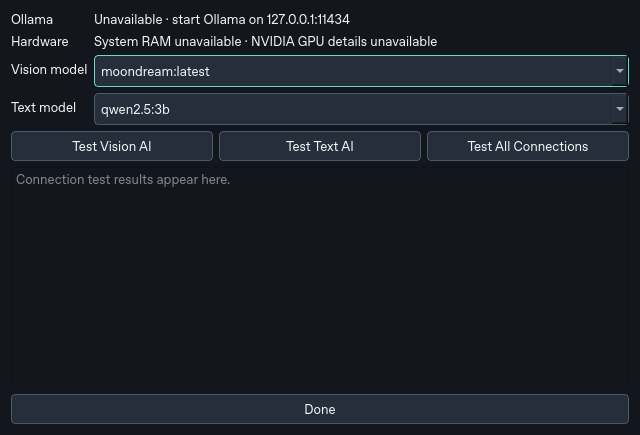 Ollama Unavailable · start Ollama on 127.0.0.1:11434
Hardware System RAM unavailable · NVIDIA GPU details unavailable
Vision model moondream:latest
Text model qwen2.5:3b
Test Vision AI Test Text AI Test All Connections
Connection test results appear here.
Done